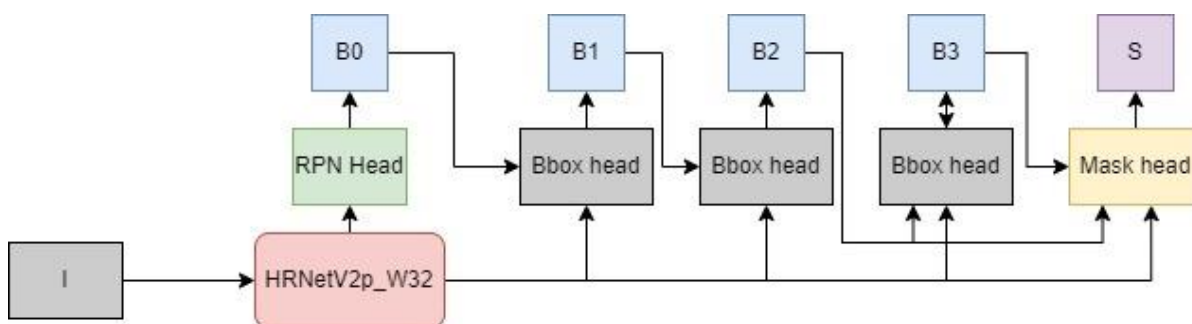 B0
B1
B2
B3
S
RPN Head
Bbox head
Bbox head
Bbox head
Mask head
I
HRNetV2p_W32